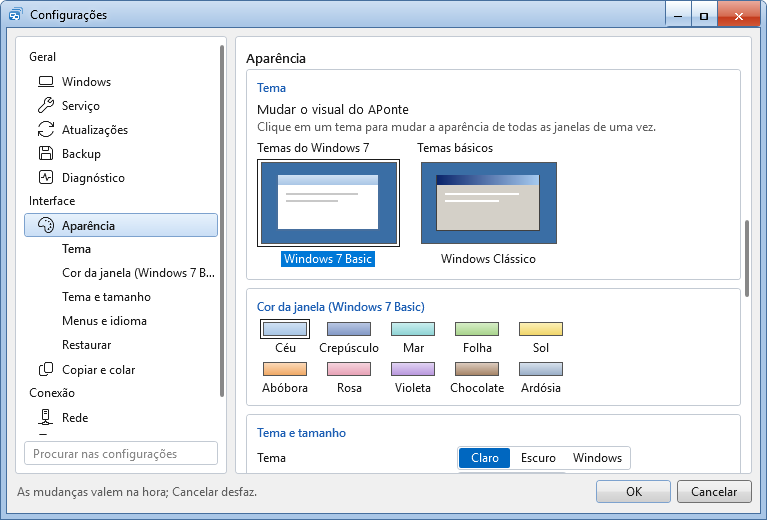 Configurações
Geral
Windows
Serviço
Atualizações
Backup
Diagnóstico
Interface
Aparência
Tema
Cor da janela (Windows 7 B...
Tema e tamanho
Menus e idioma
Restaurar
Copiar e colar
Conexão
Rede
Procurar nas configurações
Aparência
Tema
Mudar o visual do APonte
Clique em um tema para mudar a aparência de todas as janelas de uma vez.
Temas do Windows 7
Temas básicos
Windows 7 Basic
Windows Clássico
Cor da janela (Windows 7 Basic)
Céu
Crepúsculo
Mar
Folha
Sol
Abóbora
Rosa
Violeta
Chocolate
Ardósia
Tema e tamanho
Tema
Claro
Escuro
Windows
As mudanças valem na hora; Cancelar desfaz.
OK
Cancelar